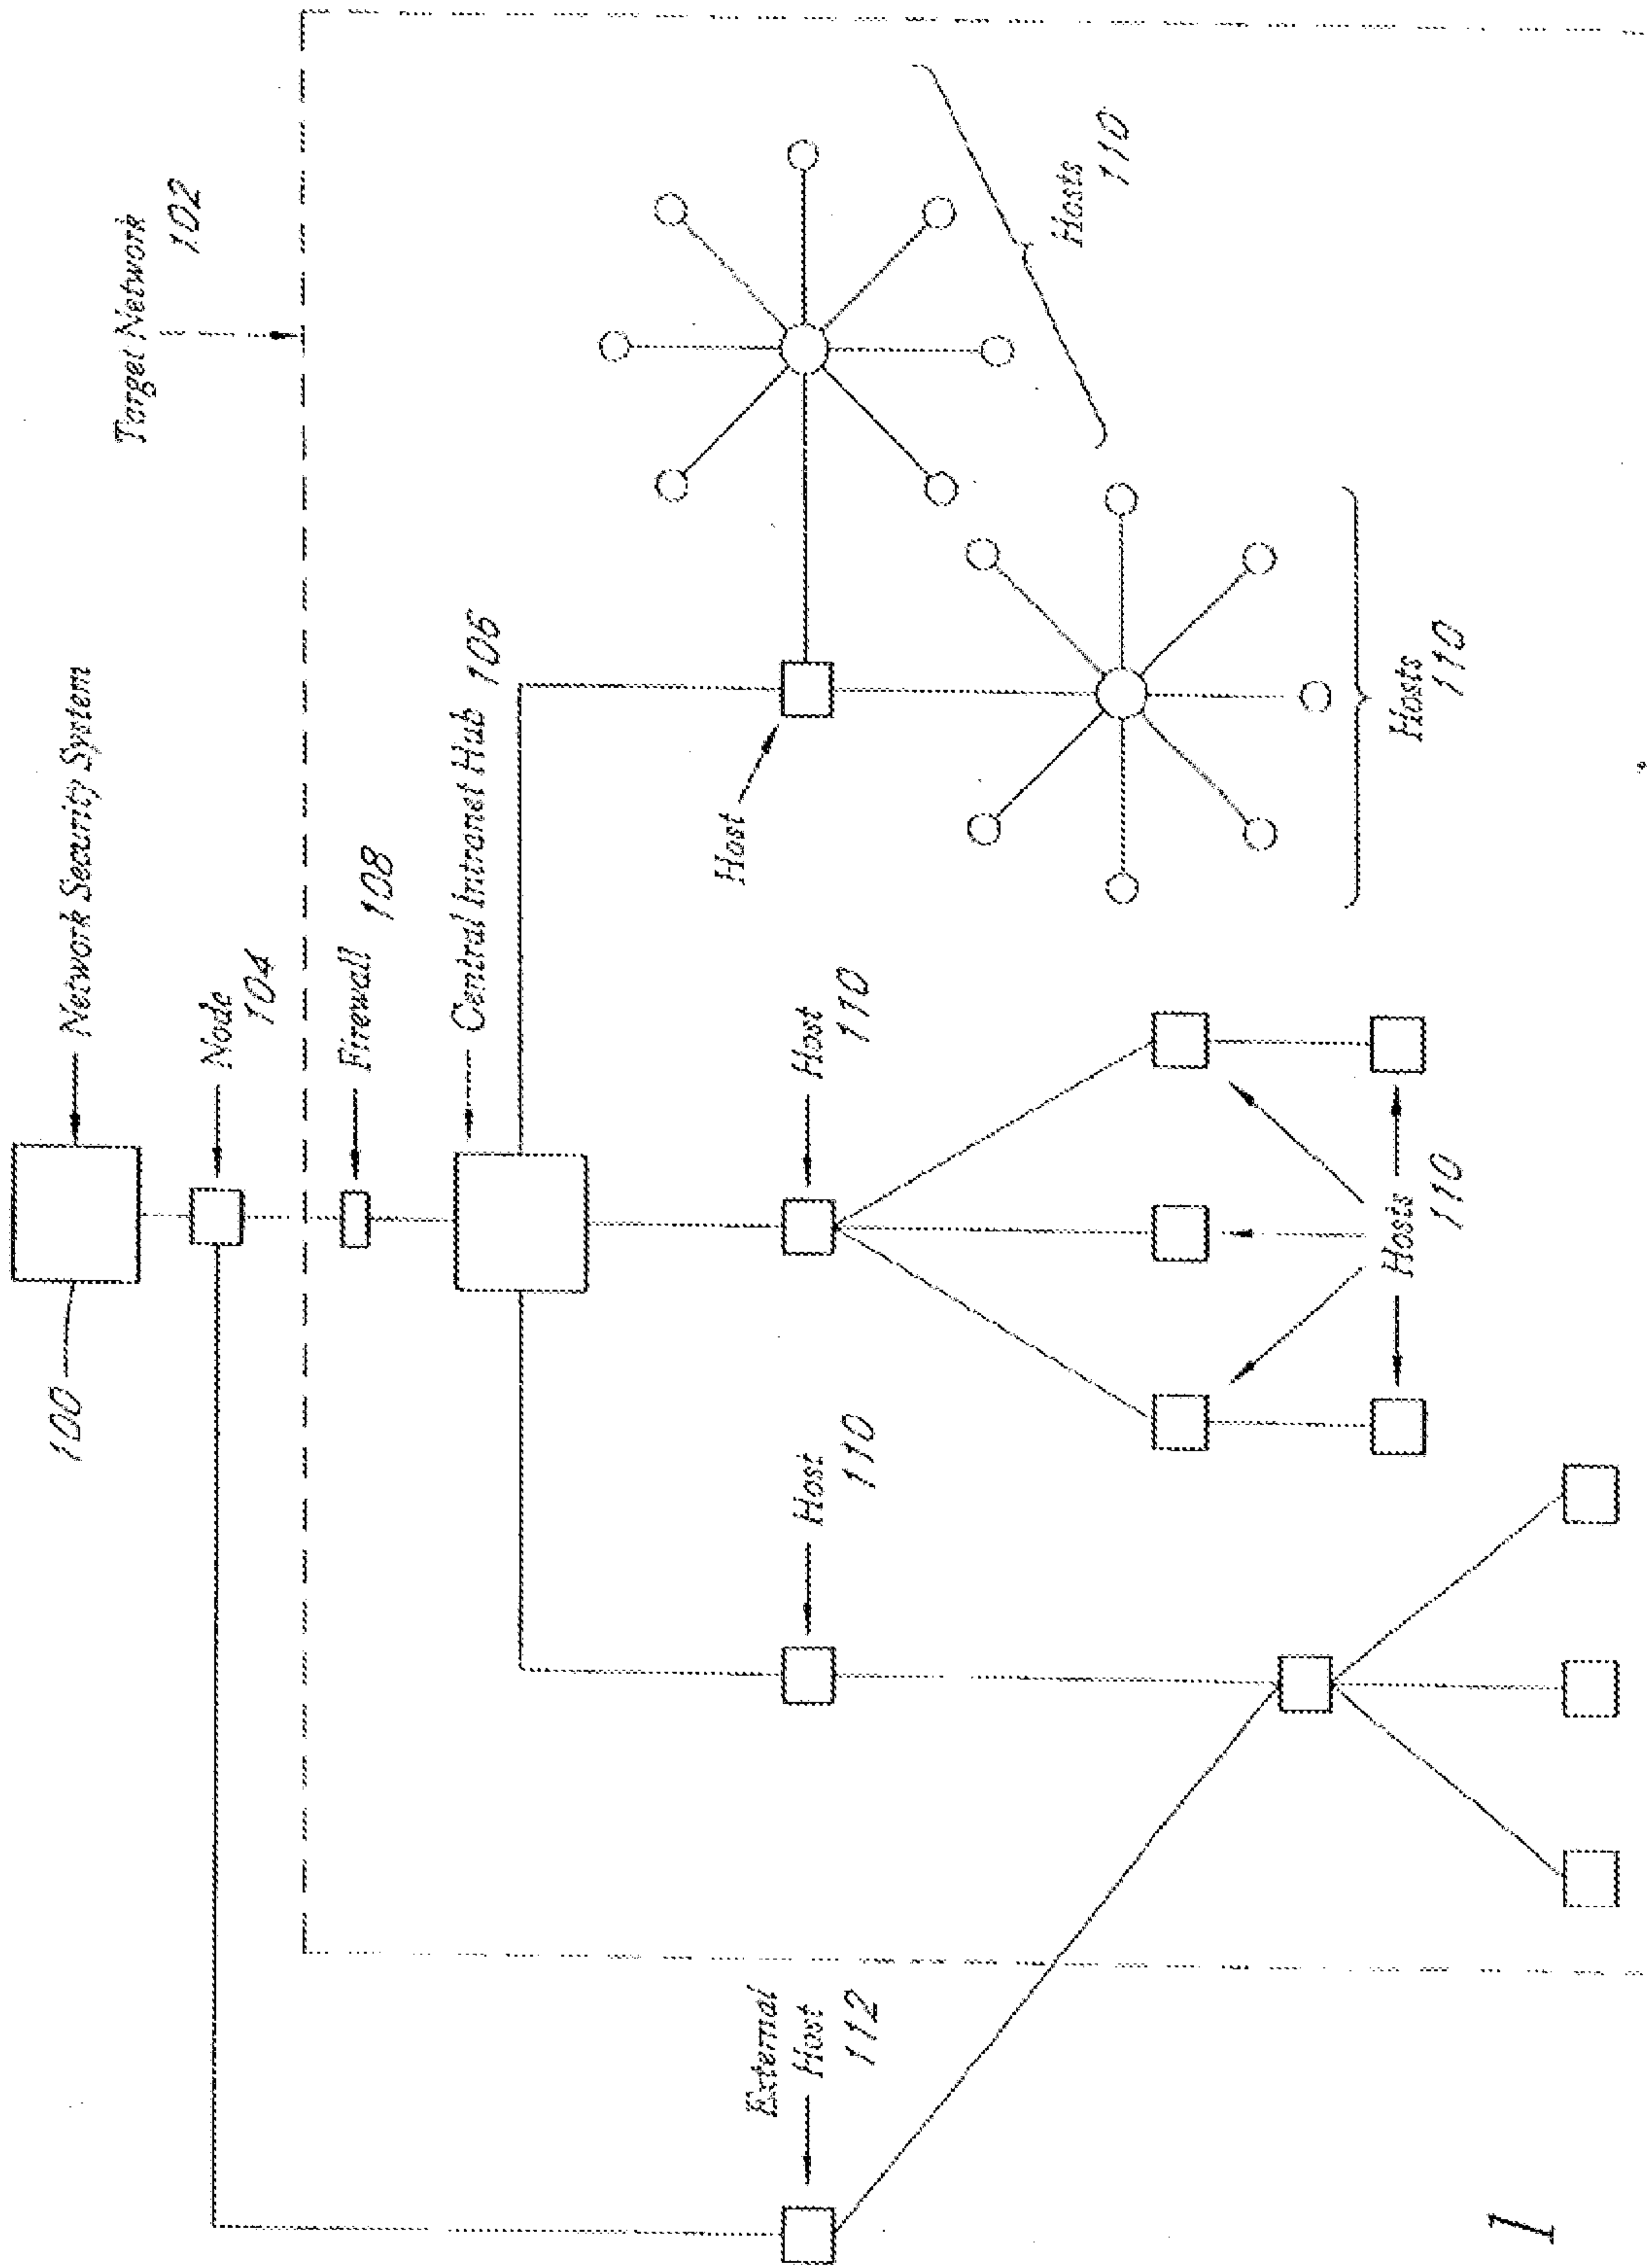 Network Security System
100
Node
104
Target Network
102
Firewall
108
Central Intranet Hub 106
External
Host
112
Host
110
Host
110
Host
Hosts
110
Hosts
110
Hosts
110
1